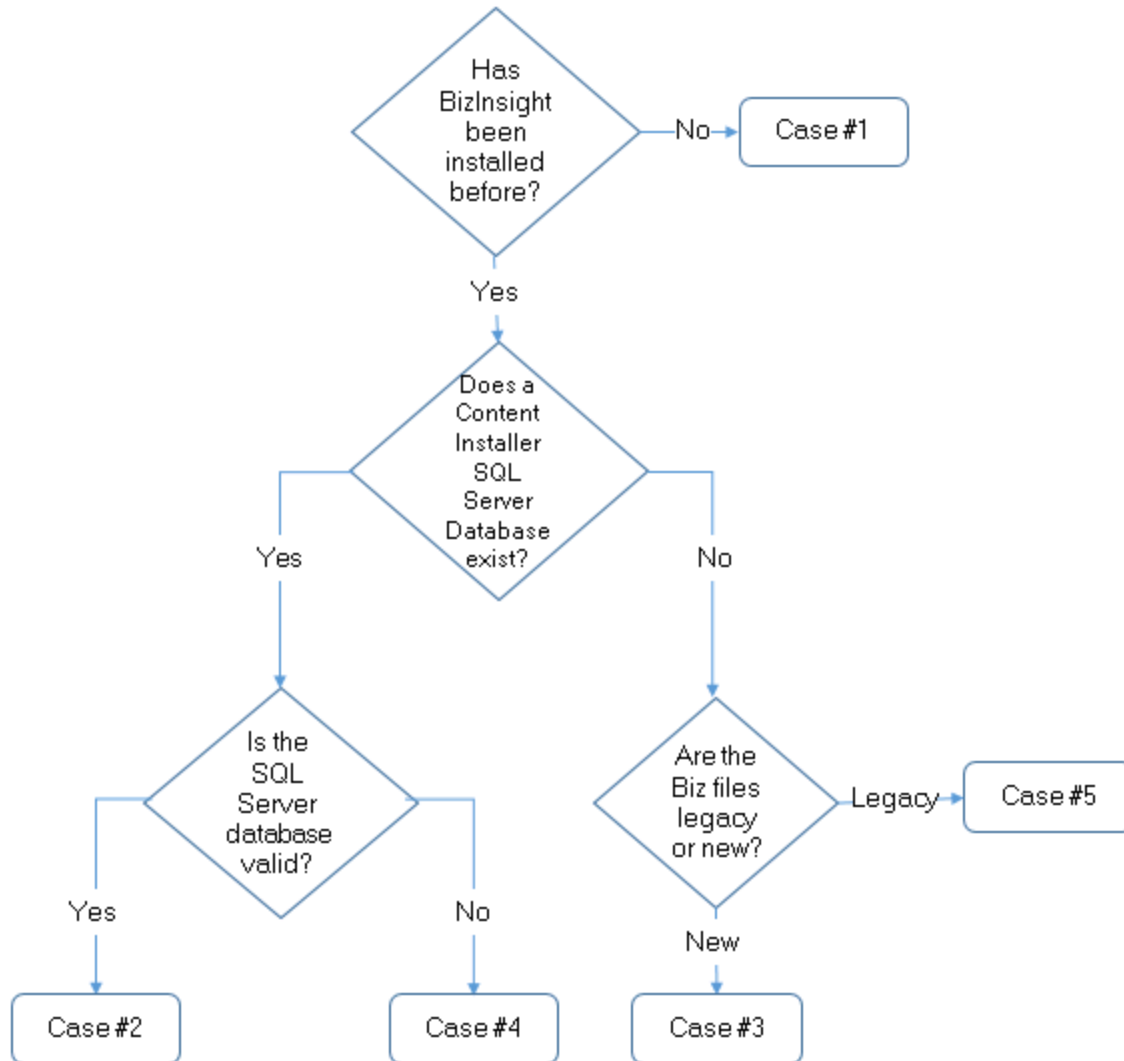 Has
BizInsight
been
installed
before?
No
Case #1
Yes
Does a
Content
Installer
SQL
Server
Database
exist?
Yes
No
Is the
SQL
Server
database
valid?
Are the
Biz files
legacy
or new?
Legacy
Case #5
Yes
No
New
Case #2
Case #4
Case #3